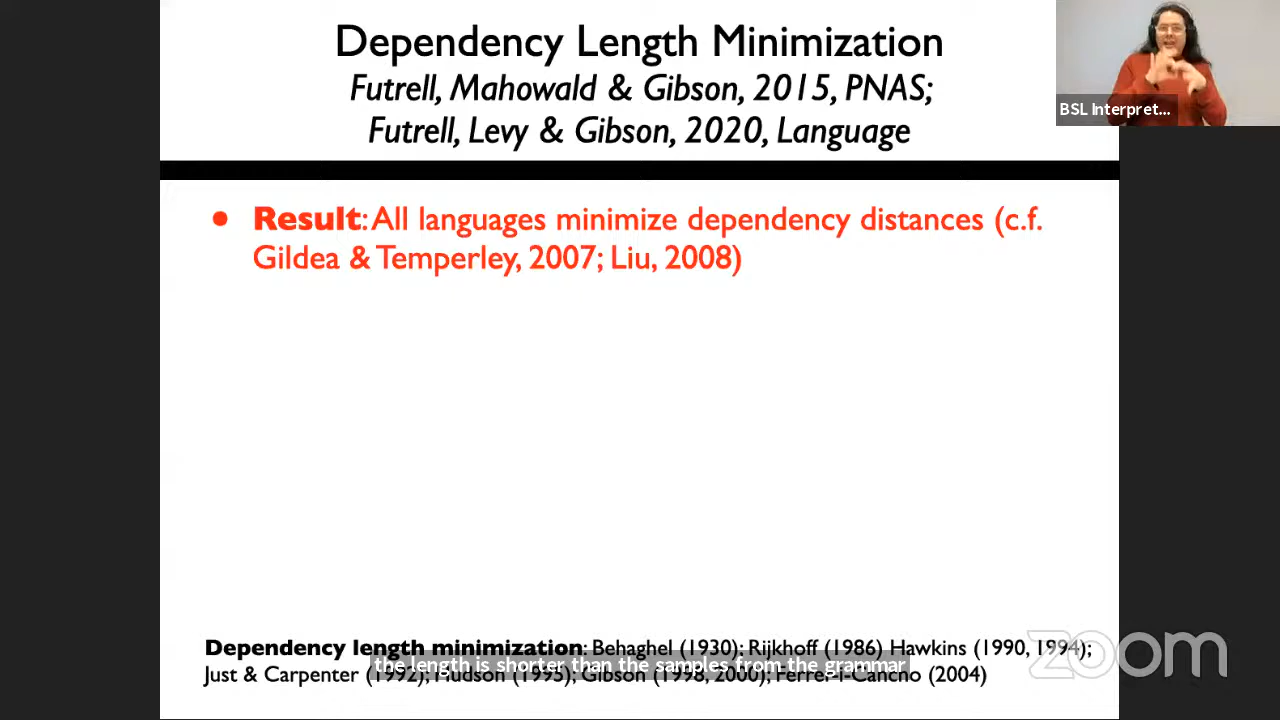 Dependency Length Minimization
Futrell, Mahowald & Gibson, 2015, PNAS;
Futrell, Levy & Gibson, 2020, Language
BSL Interpret...
• Result: All languages minimize dependency distances (c.f.
Gildea & Temperley, 2007; Liu, 2008)
Dependency length minimization: Behaghel (1930); Rijkhoff (1986) Hawkins (1990, 1994);
the length is shorter than the samples from the grammar
Just & Carpenter (1992); Hudson (1995); Gibson (1998, 2000); Ferrer-i-Cancho (2004)
zoom